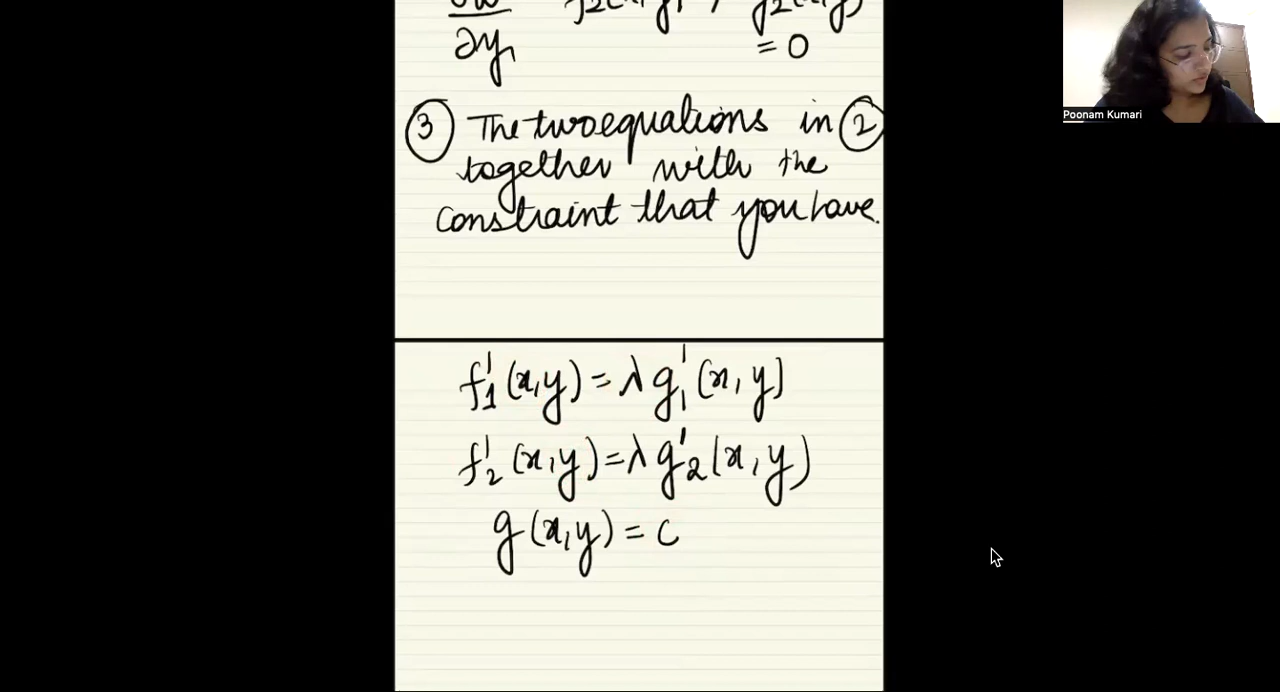 ∂y
= 0
Poonam Kumari
③ The two equations in ②
together with the
constraint that you have.
f'₁(x,y) = λ g'₁(x,y)
f'₂(x,y) = λ g'₂(x,y)
g(x,y) = c